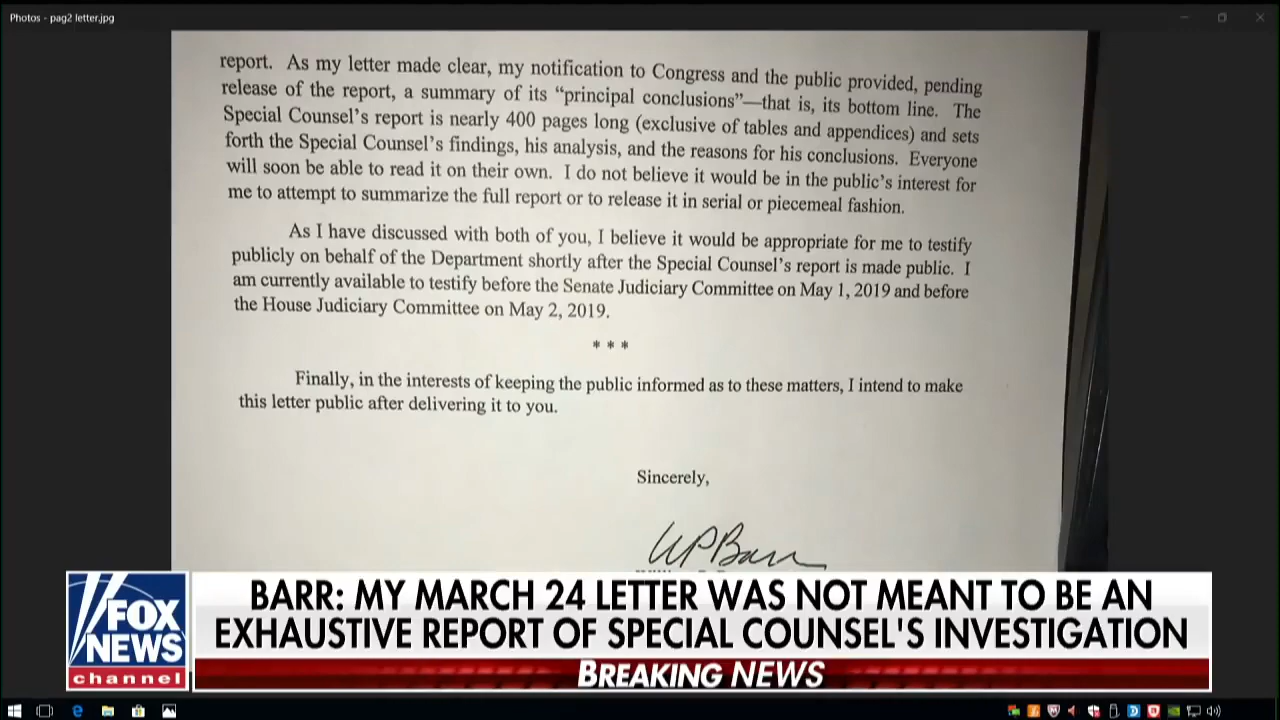 Photos - pag2 letter.jpg
report. As my letter made clear, my notification to Congress and the public provided, pending
release of the report, a summary of its “principal conclusions”—that is, its bottom line. The
Special Counsel’s report is nearly 400 pages long (exclusive of tables and appendices) and sets
forth the Special Counsel’s findings, his analysis, and the reasons for his conclusions. Everyone
will soon be able to read it on their own. I do not believe it would be in the public’s interest for
me to attempt to summarize the full report or to release it in serial or piecemeal fashion.
As I have discussed with both of you, I believe it would be appropriate for me to testify
publicly on behalf of the Department shortly after the Special Counsel’s report is made public. I
am currently available to testify before the Senate Judiciary Committee on May 1, 2019 and before
the House Judiciary Committee on May 2, 2019.
* * *
Finally, in the interests of keeping the public informed as to these matters, I intend to make
this letter public after delivering it to you.
Sincerely,
WPBarr
BARR: MY MARCH 24 LETTER WAS NOT MEANT TO BE AN
EXHAUSTIVE REPORT OF SPECIAL COUNSEL'S INVESTIGATION
BREAKING NEWS
FOX
NEWS
channel